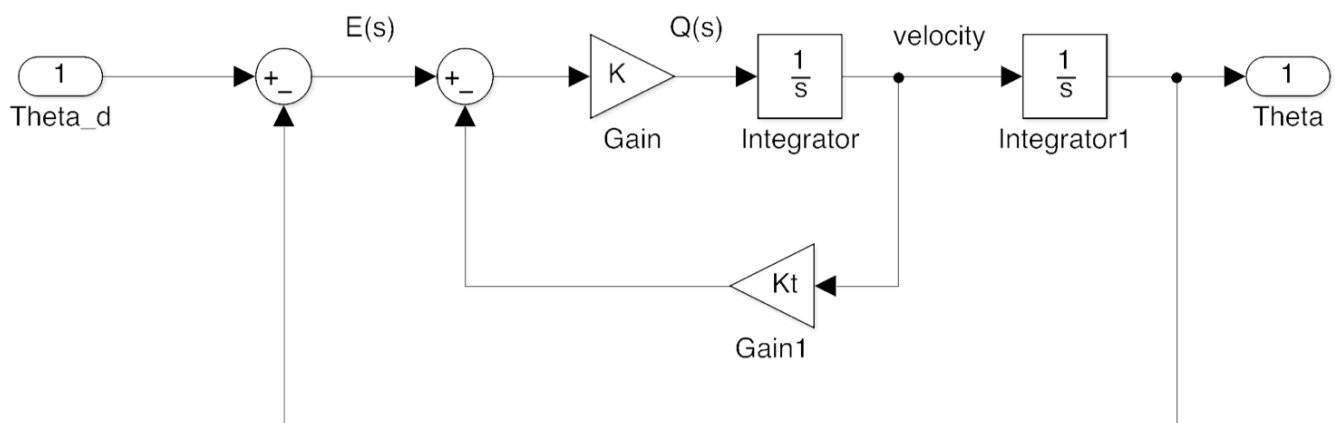 E(s)
Q(s)
velocity
1
+
−
+
−
K
1
s
1
s
1
Theta_d
Gain
Integrator
Integrator1
Theta
Kt
Gain1